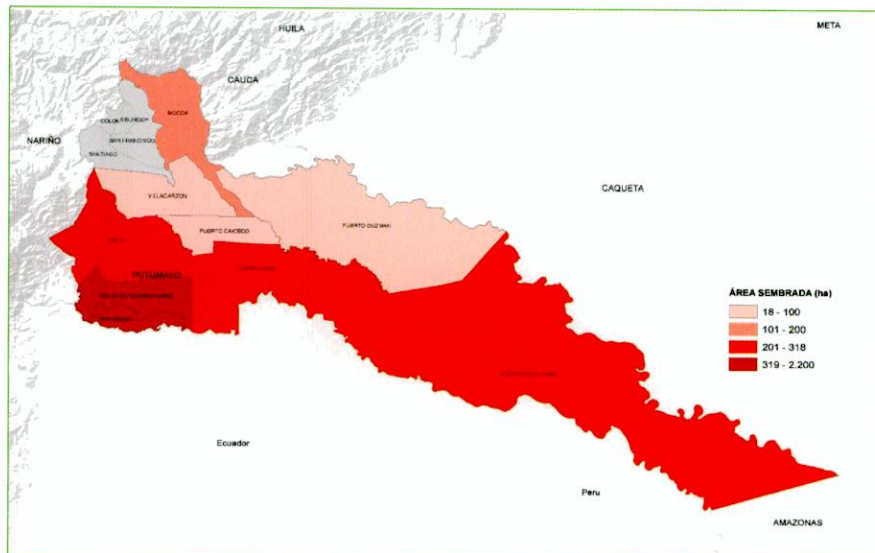 HUILA
META
CAUCA
MOCOA
COLON
SIBUNDOY
SAN FRANCISCO
NARIÑO
SANTIAGO
CAQUETA
VILLAGARZON
PUERTO GUZMAN
PUERTO CAICEDO
PUTUMAYO
ÁREA SEMBRADA (ha)
18 - 100
101 - 200
201 - 318
319 - 2.200
Ecuador
Peru
AMAZONAS